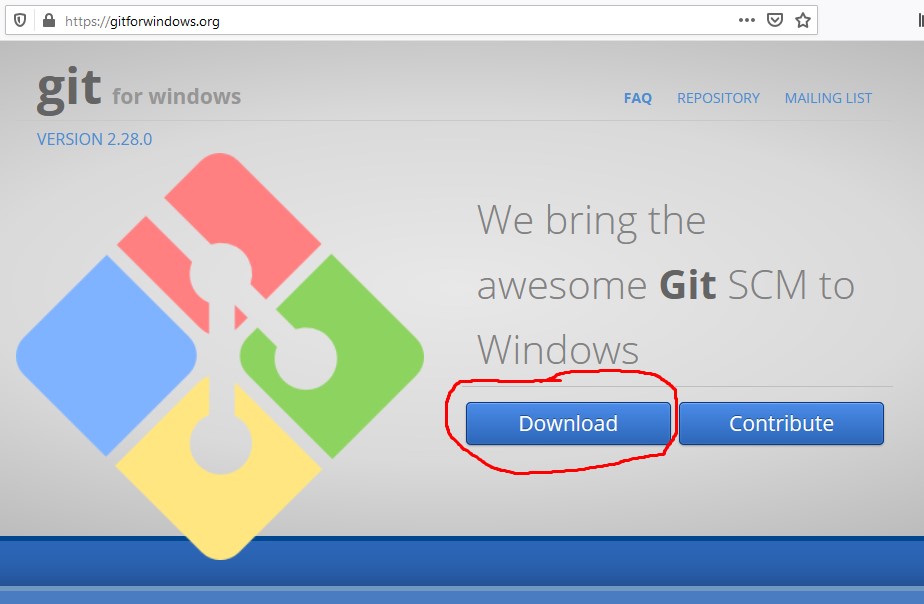 https://gitforwindows.org
git for windows
FAQ REPOSITORY MAILING LIST
VERSION 2.28.0
We bring the
awesome Git SCM to
Windows
Download Contribute